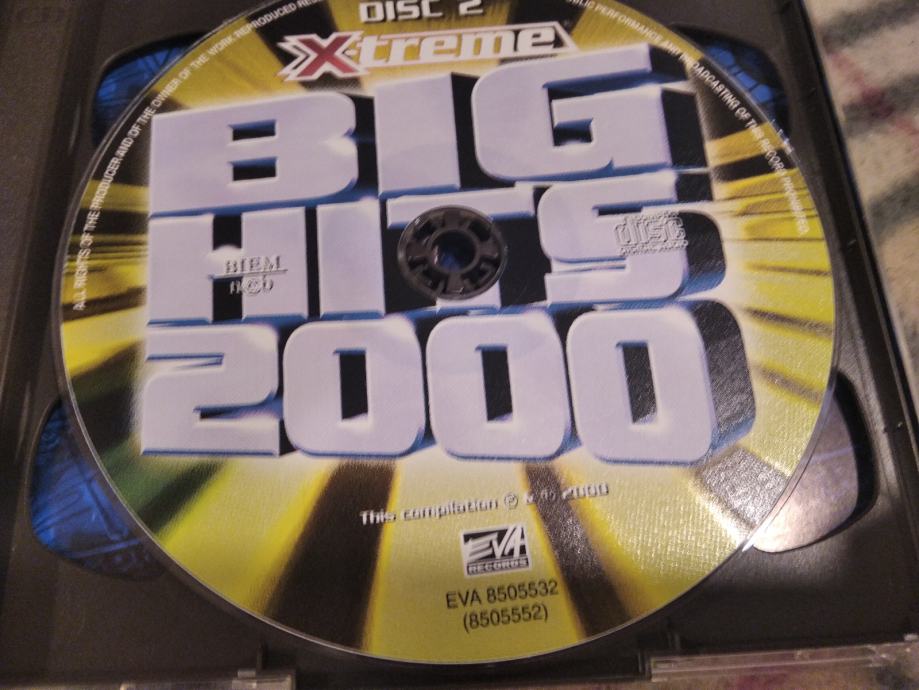 DISC 2
X-treme
BIG
HITS
2000
BIEM
n©b
COMPACT
disc
DIGITAL AUDIO
ALL RIGHTS OF THE PRODUCER AND OF THE OWNER OF THE WORK REPRODUCED
PUBLIC PERFORMANCE AND BROADCASTING OF THIS RECORD PROHIBITED
This compilation ℗ & © 2000
EVA
RECORDS
EVA 8505532
(8505552)